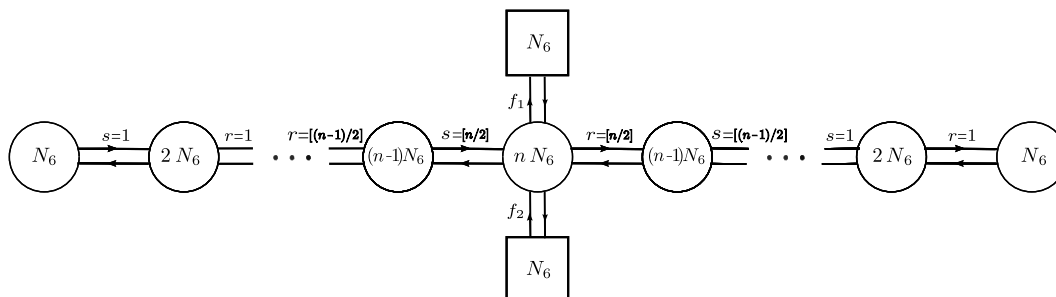 N₆
f₁
s=1 r=1 r=[(n-1)/2] s=[n/2] r=[n/2] s=[(n-1)/2] s=1 r=1
N₆ 2 N₆ ··· (n-1)N₆ n N₆ (n-1)N₆ ··· 2 N₆ N₆
f₂
N₆